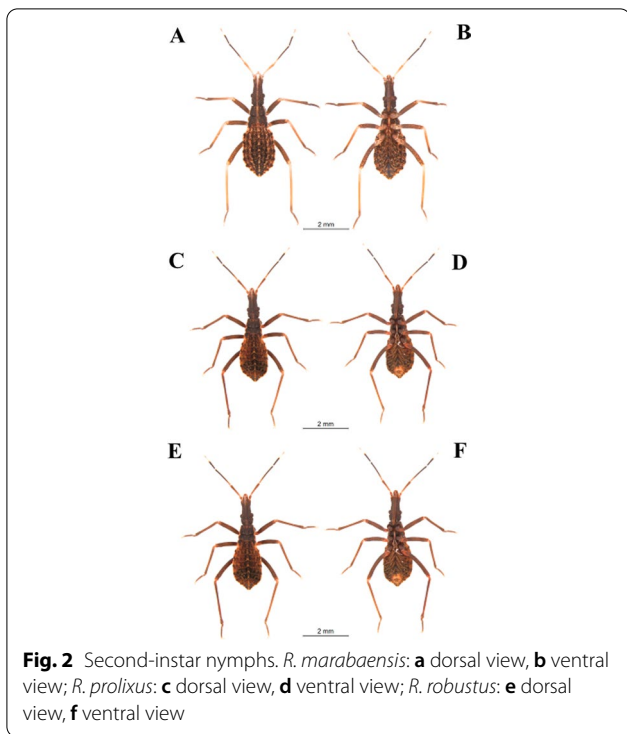 A
B
2 mm
C
D
2 mm
E
F
2 mm
Fig. 2 Second-instar nymphs. R. marabaensis: a dorsal view, b ventral
view; R. prolixus: c dorsal view, d ventral view; R. robustus: e dorsal
view, f ventral view